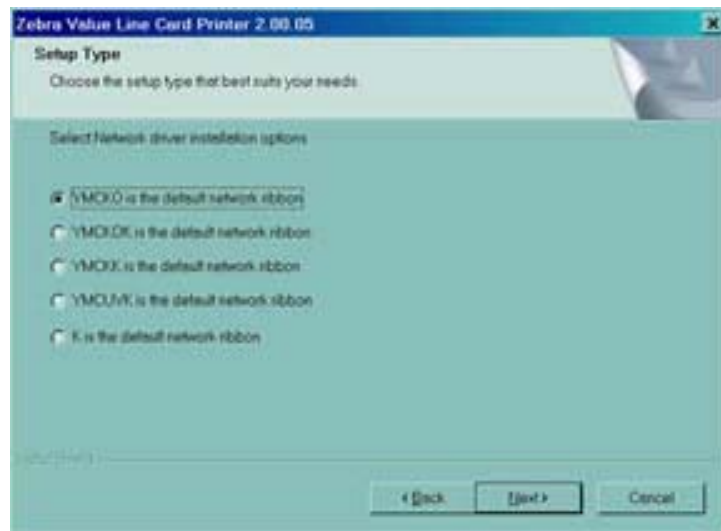 Zebra Value Line Card Printer 2.00.05
Setup Type
Choose the setup type that best suits your needs
Select Network driver installation options
YMCKO is the default network ribbon
YMCKOK is the default network ribbon
YMCKK is the default network ribbon
YMCUVK is the default network ribbon
K is the default network ribbon
InstallShield
< Back
Next >
Cancel